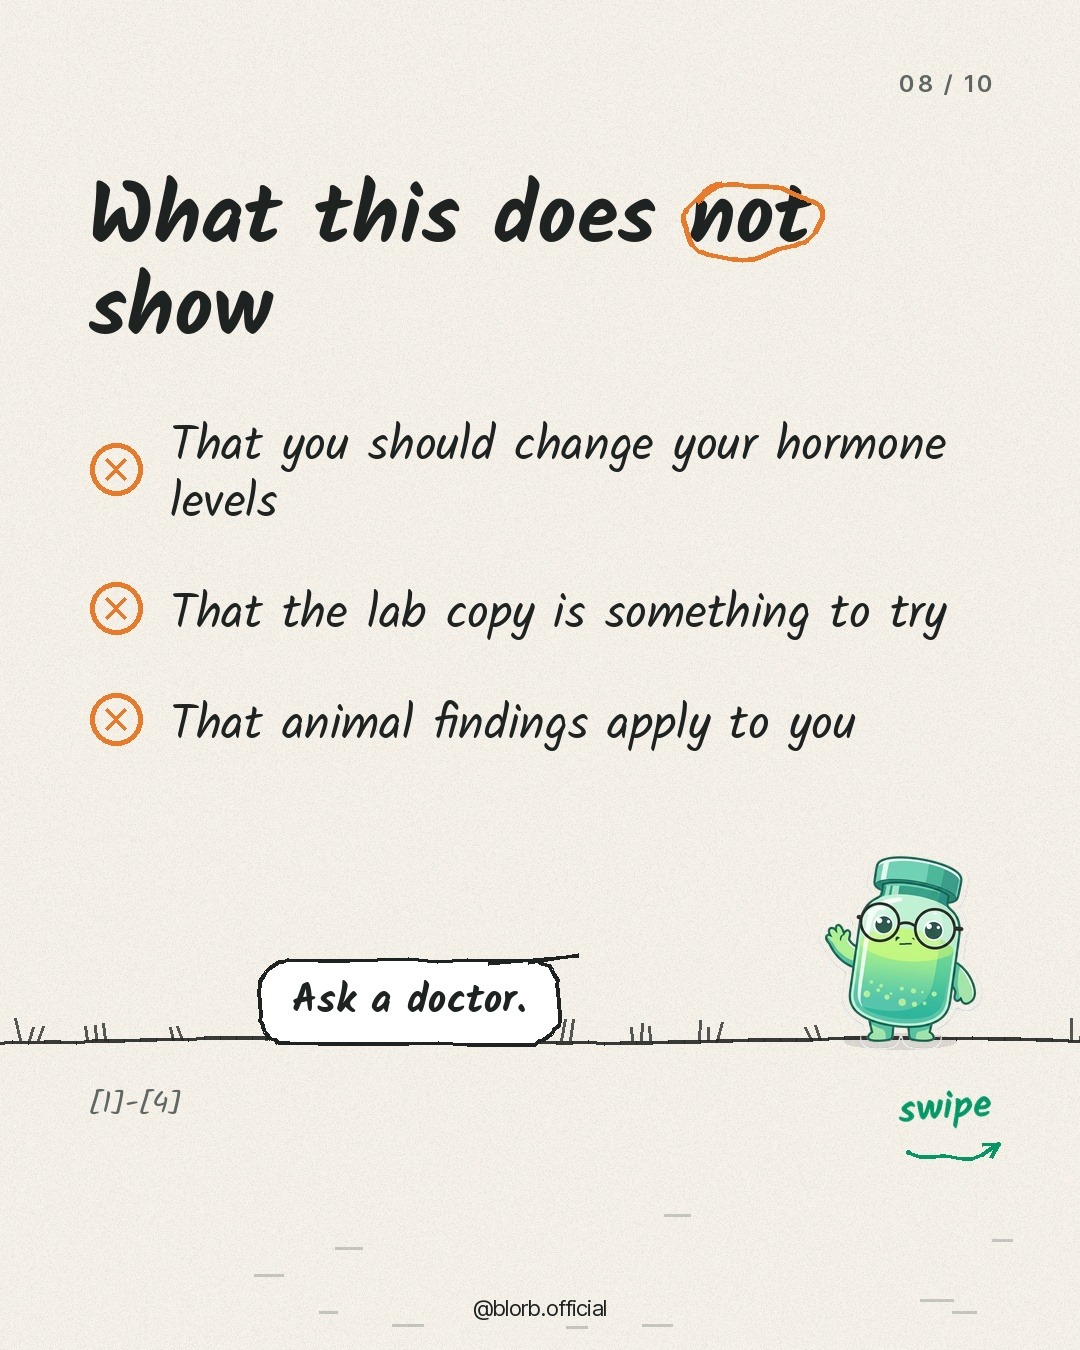 08 / 10
What this does not
show
That you should change your hormone
levels
That the lab copy is something to try
That animal findings apply to you
Ask a doctor.
[1]-[4]
swipe
@blorb.official